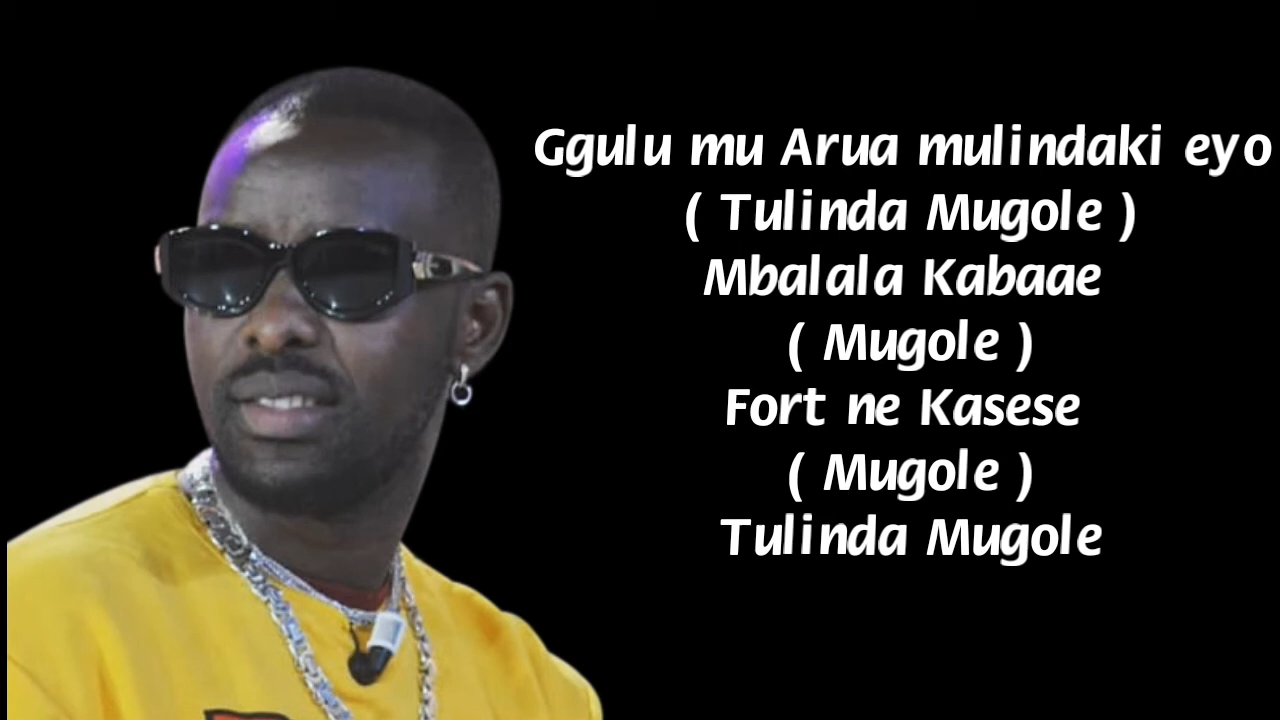 Ggulu mu Arua mulindaki eyo
( Tulinda Mugole )
Mbalala Kabaae
( Mugole )
Fort ne Kasese
( Mugole )
Tulinda Mugole